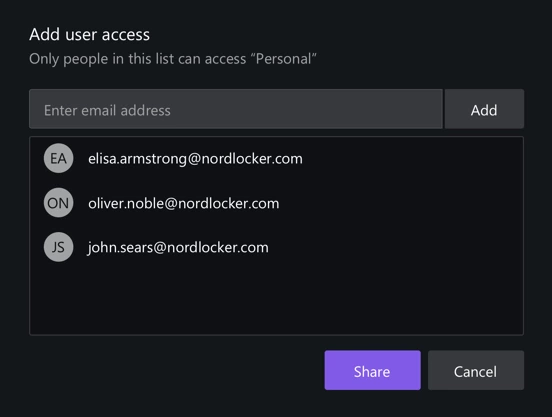 Add user access
Only people in this list can access “Personal”
Enter email address
Add
EA
elisa.armstrong@nordlocker.com
ON
oliver.noble@nordlocker.com
JS
john.sears@nordlocker.com
Share
Cancel